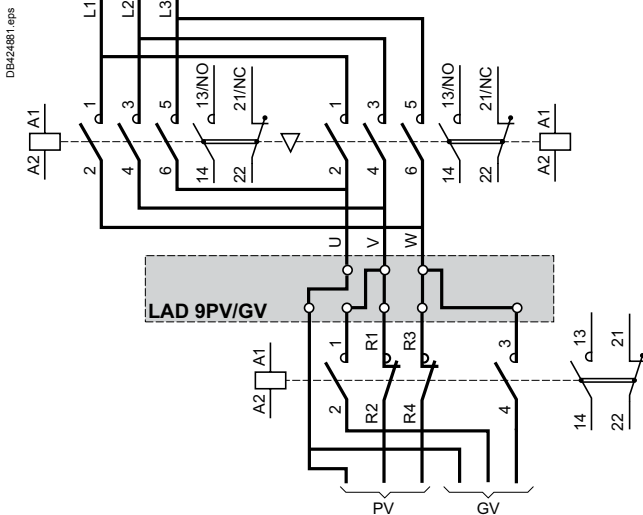 DB424881.eps
L1 L2 L3
A1 1 3 5 13/NO 21/NC 1 3 5 13/NO 21/NC A1
A2 2 4 6 14 22 2 4 6 14 22 A2
U V W
LAD 9PV/GV
A1 1 R1 R3 3 13 21
A2 2 R2 R4 4 14 22
PV GV